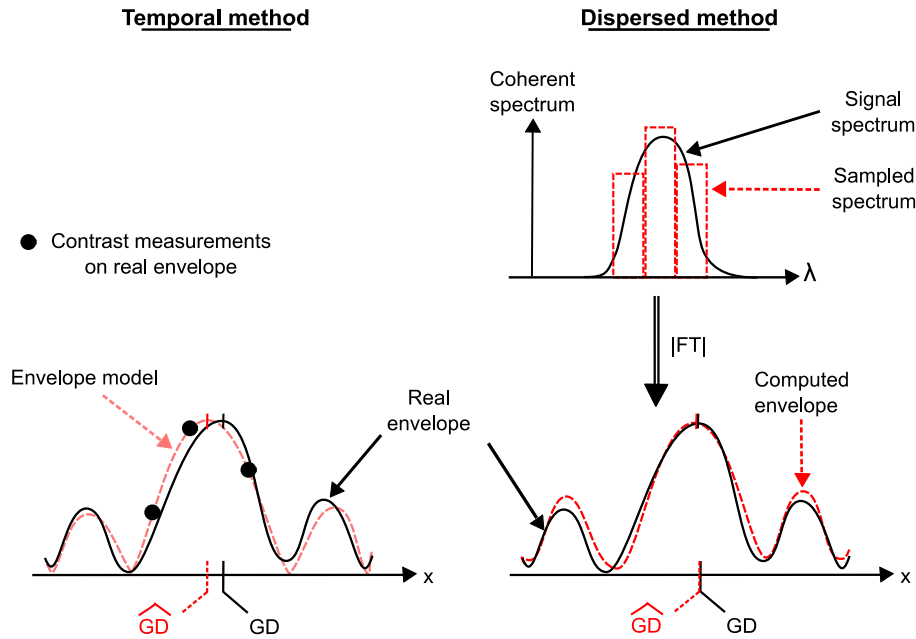 Temporal method
Dispersed method
Coherent
spectrum
Signal
spectrum
Sampled
spectrum
λ
Contrast measurements
on real envelope
|FT|
Envelope model
Real
envelope
Computed
envelope
x
x
GD
GD
GD
GD